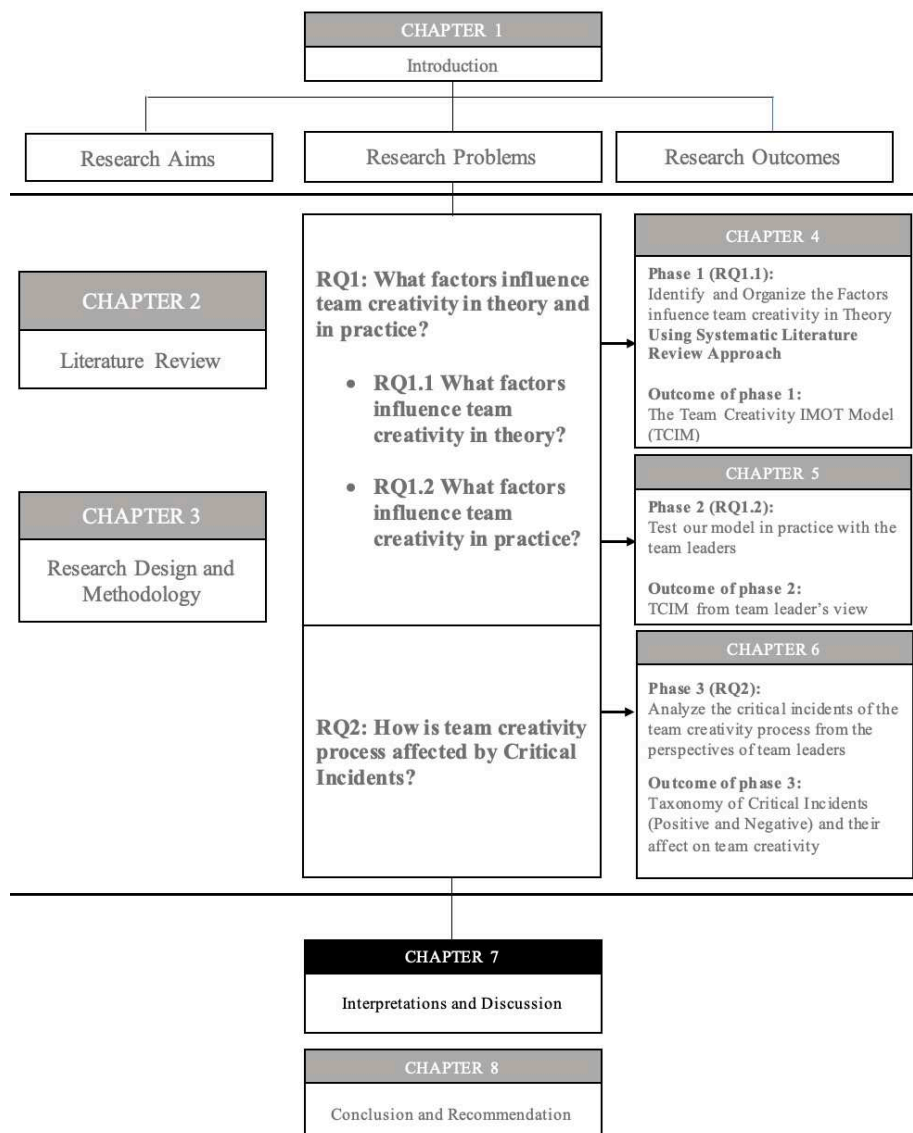 CHAPTER 1
Introduction
Research Aims
Research Problems
Research Outcomes
CHAPTER 2
Literature Review
CHAPTER 3
Research Design and
Methodology
RQ1: What factors influence
team creativity in theory and
in practice?
• RQ1.1 What factors
influence team
creativity in theory?
• RQ1.2 What factors
influence team
creativity in practice?
RQ2: How is team creativity
process affected by Critical
Incidents?
CHAPTER 4
Phase 1 (RQ1.1):
Identify and Organize the Factors
infuence team creativity in Theory
Using Systematic Literature
Review Approach
Outcome of phase 1:
The Team Creativity IMOT Model
(TCIM)
CHAPTER 5
Phase 2 (RQ1.2):
Test our model in practice with the
team leaders
Outcome of phase 2:
TCIM from team leader's view
CHAPTER 6
Phase 3 (RQ2):
Analyze the critical incidents of the
team creativity process from the
perspectives of team leaders
Outcome of phase 3:
Taxonomy of Critical Incidents
(Positive and Negative) and their
affect on team creativity
CHAPTER 7
Interpretations and Discussion
CHAPTER 8
Conclusion and Recommendation